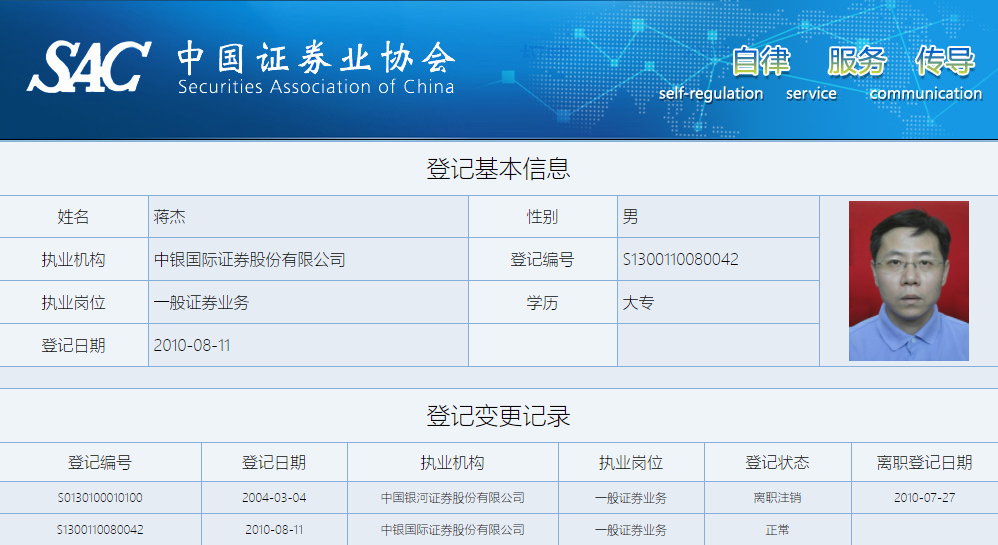 SAC 中国证券业协会
Securities Association of China
自律 服务 传导
self-regulation service communication
登记基本信息
姓名 蒋杰 性别 男
执业机构 中银国际证券股份有限公司 登记编号 S1300110080042
执业岗位 一般证券业务 学历 大专
登记日期 2010-08-11
登记变更记录
登记编号 登记日期 执业机构 执业岗位 登记状态 离职登记日期
S0130100010100 2004-03-04 中国银河证券股份有限公司 一般证券业务 离职注销 2010-07-27
S1300110080042 2010-08-11 中银国际证券股份有限公司 一般证券业务 正常